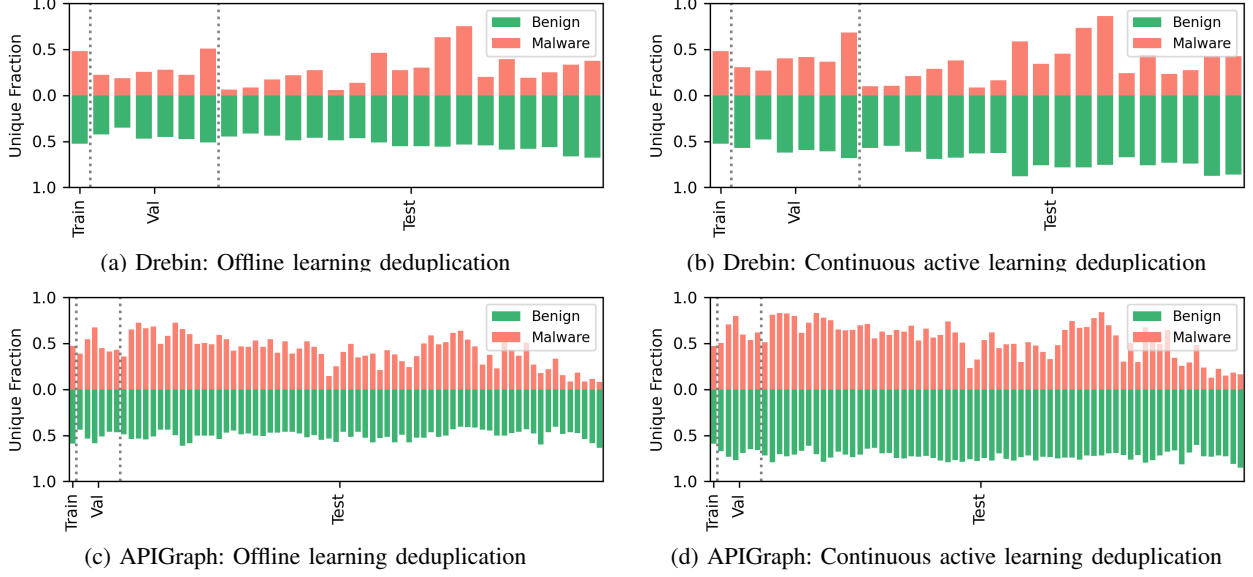 1.0
0.5
0.0
0.5
1.0
Unique Fraction
Benign
Malware
Train
Val
Test
(a) Drebin: Offline learning deduplication
1.0
0.5
0.0
0.5
1.0
Unique Fraction
Benign
Malware
Train
Val
Test
(b) Drebin: Continuous active learning deduplication
1.0
0.5
0.0
0.5
1.0
Unique Fraction
Benign
Malware
Train
Val
Test
(c) APIGraph: Offline learning deduplication
1.0
0.5
0.0
0.5
1.0
Unique Fraction
Benign
Malware
Train
Val
Test
(d) APIGraph: Continuous active learning deduplication